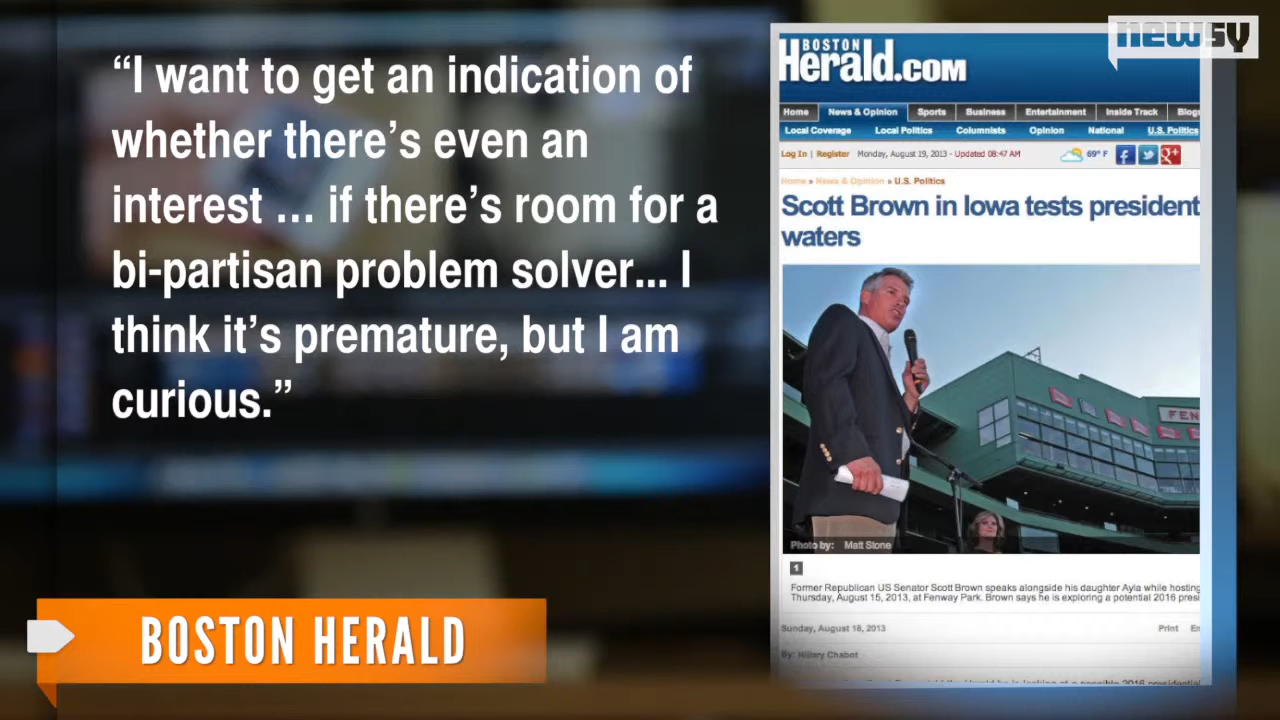 newsy
“I want to get an indication of
whether there’s even an
interest ... if there’s room for a
bi-partisan problem solver... I
think it’s premature, but I am
curious.”
BOSTON HERALD
BOSTON
Herald.com
Home News & Opinion Sports Business Entertainment Inside Track Blog
Local Coverage Local Politics Columnists Opinion National U.S. Politics
Log In | Register Monday, August 19, 2013 - Updated 08:47 AM 69° F
Home » News & Opinion » U.S. Politics
Scott Brown in Iowa tests president
waters
FEN
Photo by: Matt Stone
1
Former Republican US Senator Scott Brown speaks alongside his daughter Ayla while hosting
Thursday, August 15, 2013, at Fenway Park. Brown says he is exploring a potential 2016 presi
Sunday, August 18, 2013 Print
By: Hillary Chabot